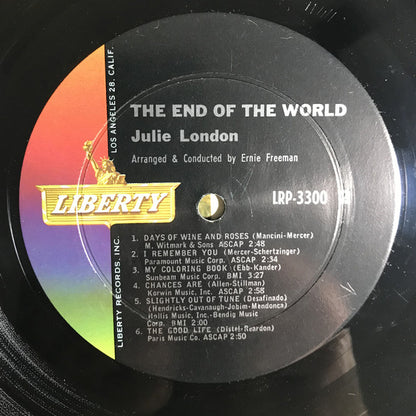 LOS ANGELES 28, CALIF.
THE END OF THE WORLD
Julie London
Arranged & Conducted by Ernie Freeman
LIBERTY
LRP-3300
1. DAYS OF WINE AND ROSES (Mancini-Mercer)
M. Witmark & Sons ASCAP 2:48
2. I REMEMBER YOU (Mercer-Schertzinger)
Paramount Music Corp. ASCAP 2:34
3. MY COLORING BOOK (Ebb-Kander)
Sunbeam Music Corp. BMI 3:27
4. CHANCES ARE (Allen-Stillman)
Korwin Music, Inc. ASCAP 2:58
5. SLIGHTLY OUT OF TUNE (Desafinado)
(Hendricks-Cavanaugh-Jobim-Mendonca)
Hollis Music, Inc.-Bendig Music
Corp. BMI 2:00
6. THE GOOD LIFE (Distel-Reardon)
Paris Music Co. ASCAP 2:50
LIBERTY RECORDS, INC.